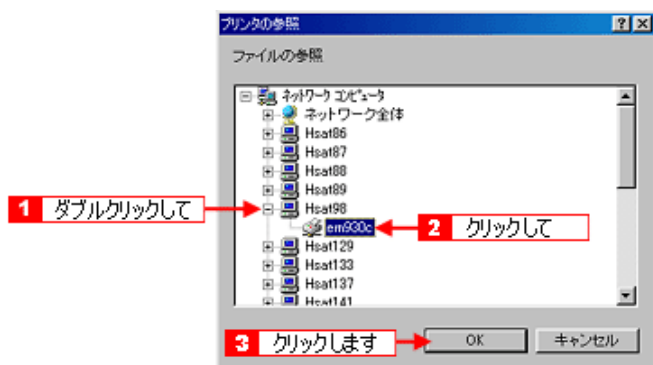 プリンタの参照
ファイルの参照
ネットワーク コンピュータ
ネットワーク全体
Hsat86
Hsat87
Hsat88
Hsat89
1 ダブルクリックして
Hsat98
em930c
2 クリックして
Hsat129
Hsat133
Hsat137
Hsat141
3 クリックします
OK
キャンセル